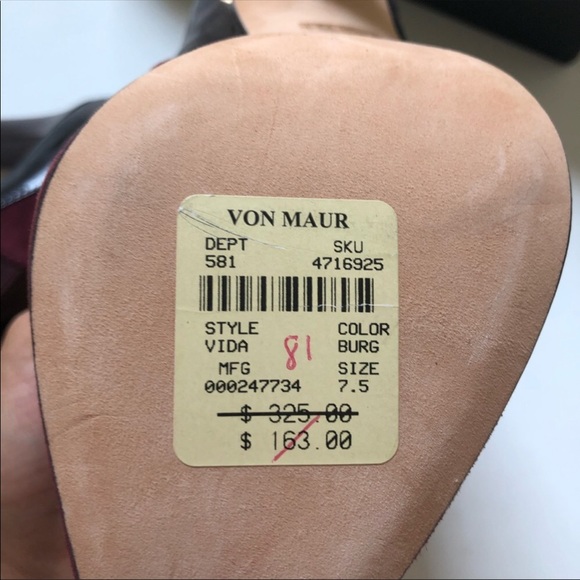 VON MAUR
DEPT SKU
581 4716925
STYLE COLOR
VIDA 81 BURG
MFG SIZE
000247734 7.5
$ 325.00
$ 163.00